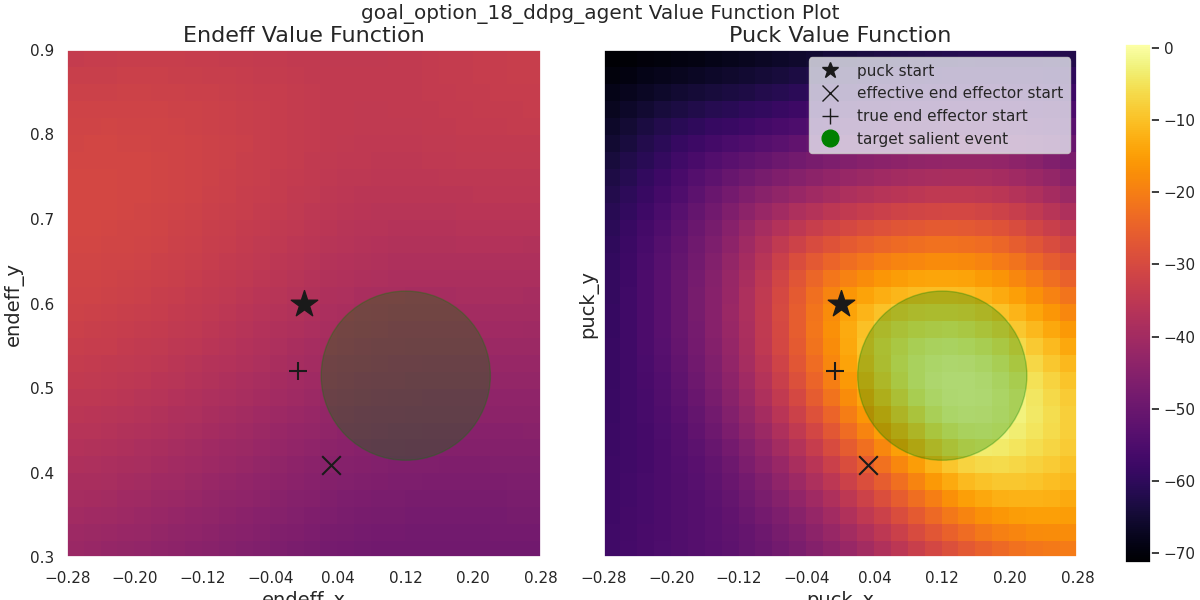 goal_option_18_ddpg_agent Value Function Plot
Endeff Value Function
Puck Value Function
0.9
0.8
0.7
0.6
0.5
0.4
0.3
endeff_y
−0.28 −0.20 −0.12 −0.04 0.04 0.12 0.20 0.28
endeff_x
puck start
effective end effector start
true end effector start
target salient event
puck_y
−0.28 −0.20 −0.12 −0.04 0.04 0.12 0.20 0.28
puck_x
0
−10
−20
−30
−40
−50
−60
−70